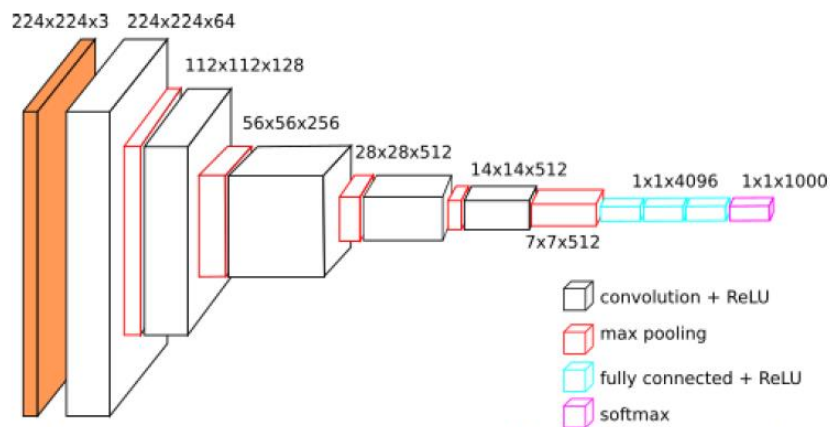 224x224x3
224x224x64
112x112x128
56x56x256
28x28x512
14x14x512
1x1x4096
1x1x1000
7x7x512
convolution + ReLU
max pooling
fully connected + ReLU
softmax